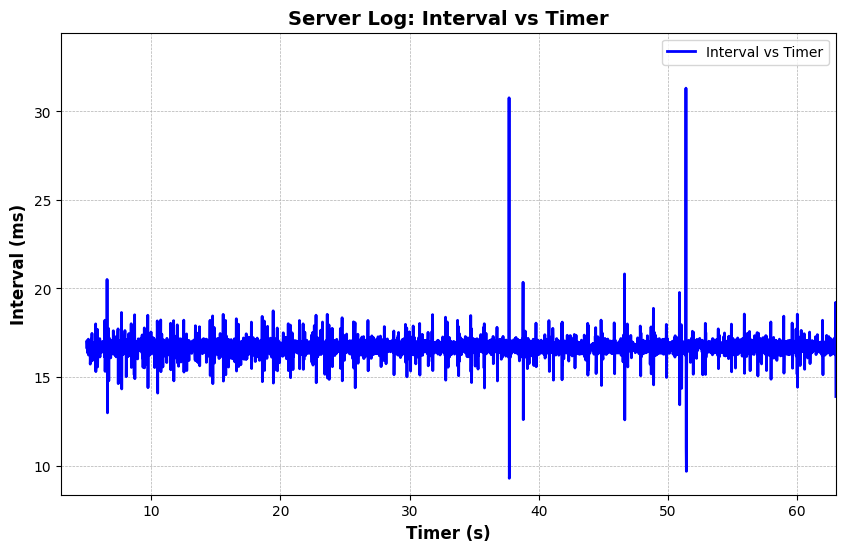 Server Log: Interval vs Timer
Interval vs Timer
Interval (ms)
30
25
20
15
10
10 20 30 40 50 60
Timer (s)